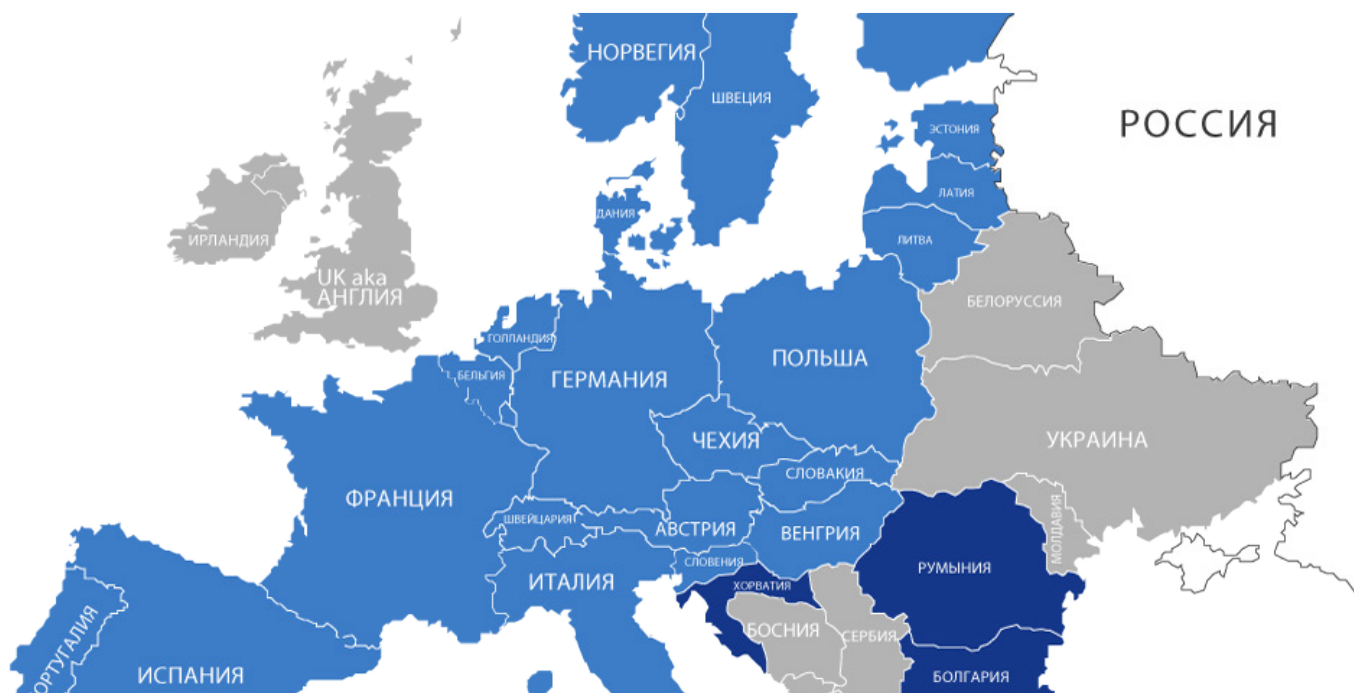 НОРВЕГИЯ
ШВЕЦИЯ
РОССИЯ
ЭСТОНИЯ
ЛАТИЯ
ДАНИЯ
ИРЛАНДИЯ
ЛИТВА
UK aka
АНГЛИЯ
БЕЛОРУССИЯ
ГОЛЛАНДИЯ
ПОЛЬША
БЕЛЬГИЯ
ГЕРМАНИЯ
ЧЕХИЯ
УКРАИНА
СЛОВАКИЯ
ФРАНЦИЯ
ШВЕЙЦАРИЯ
АВСТРИЯ
ВЕНГРИЯ
МОЛДАВИЯ
СЛОВЕНИЯ
РУМЫНИЯ
ИТАЛИЯ
ХОРВАТИЯ
БОСНИЯ
СЕРБИЯ
ОРТУГАЛИЯ
ИСПАНИЯ
БОЛГАРИЯ